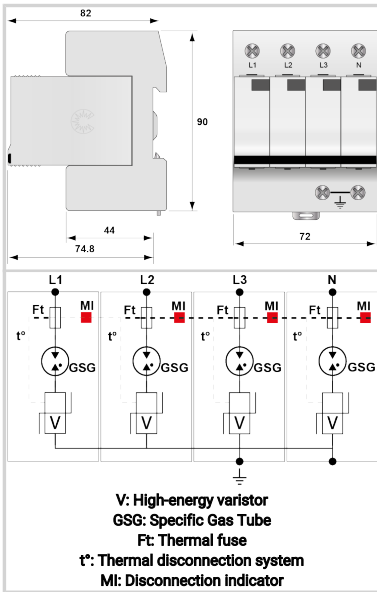 82
L1 L2 L3 N
90
44
74.8
72
L1 L2 L3 N
Ft MI Ft MI Ft MI Ft MI
t° t° t° t°
GSG GSG GSG GSG
V V V V
V: High-energy varistor
GSG: Specific Gas Tube
Ft: Thermal fuse
t°: Thermal disconnection system
MI: Disconnection indicator